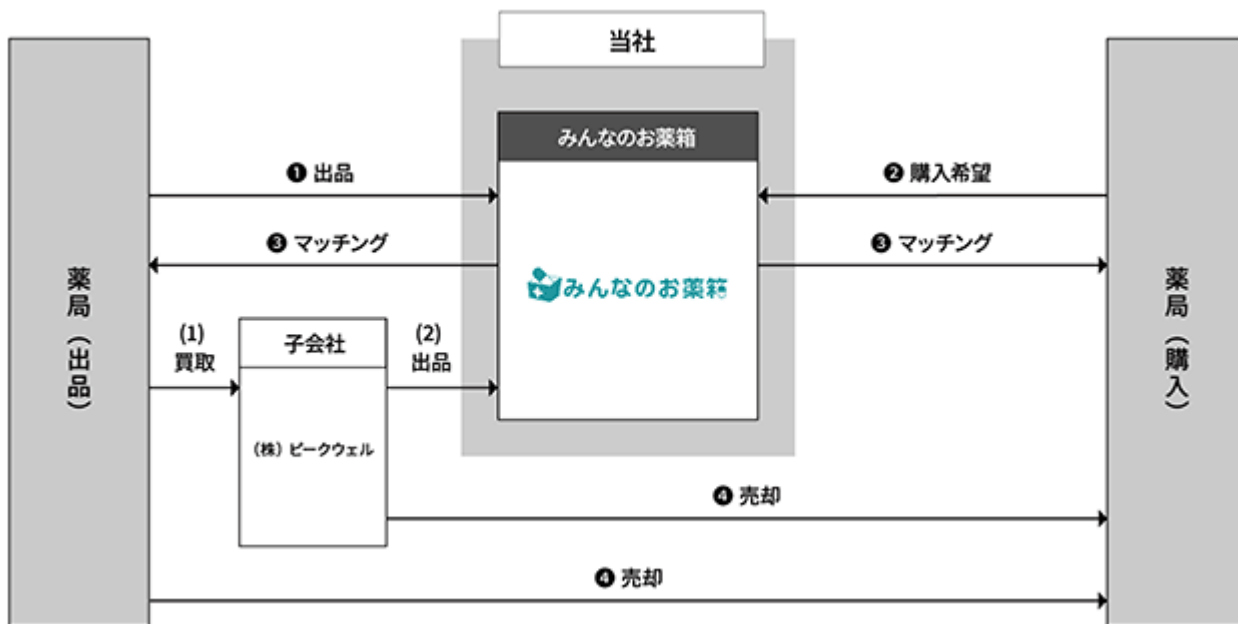 当社
みんなのお薬箱
❶ 出品
❷ 購入希望
❸ マッチング
❸ マッチング
みんなのお薬箱
薬局（出品）
薬局（購入）
(1)
買取
子会社
(2)
出品
（株）ピークウェル
❹ 売却
❹ 売却